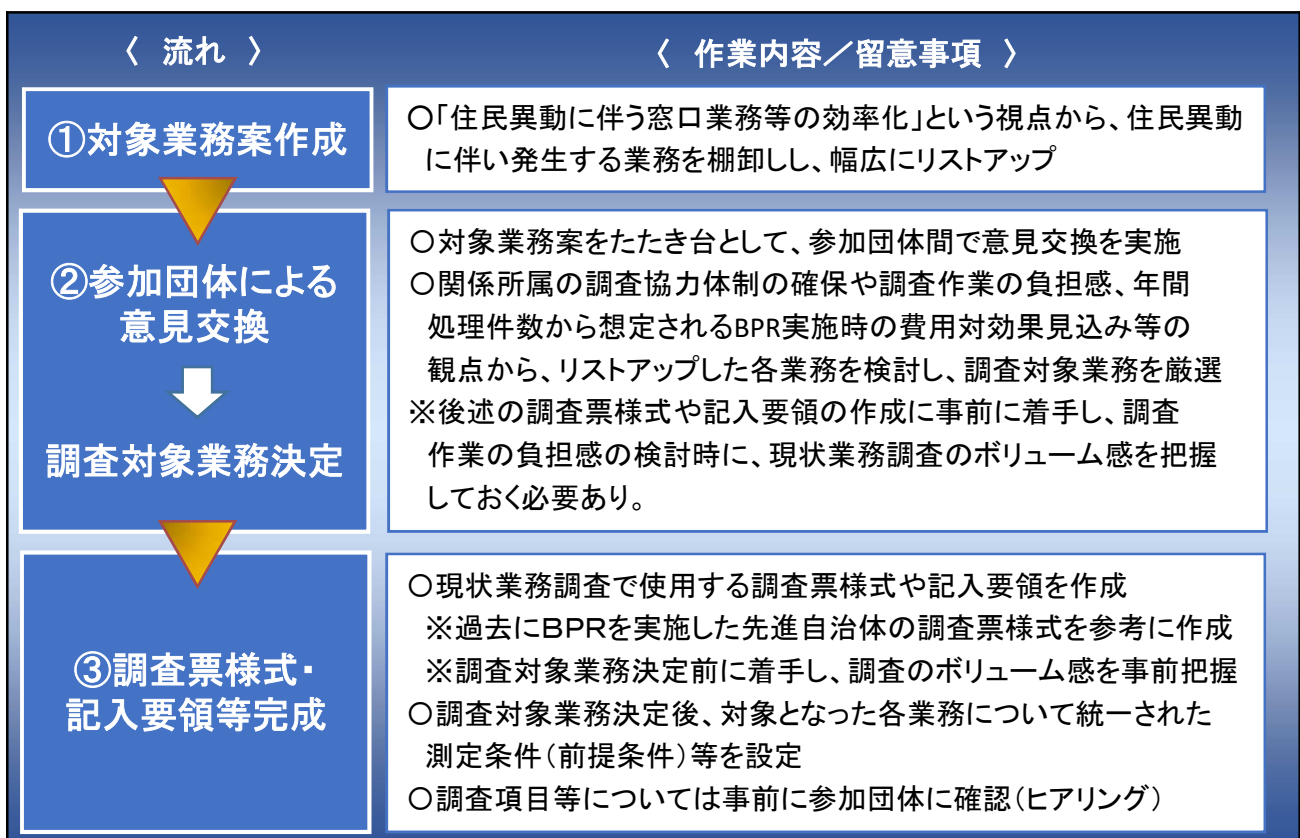 〈 流れ 〉
〈 作業内容／留意事項 〉
①対象業務案作成
〇「住民異動に伴う窓口業務等の効率化」という視点から、住民異動
に伴い発生する業務を棚卸しし、幅広にリストアップ
②参加団体による
意見交換
調査対象業務決定
〇対象業務案をたたき台として、参加団体間で意見交換を実施
〇関係所属の調査協力体制の確保や調査作業の負担感、年間
処理件数から想定されるBPR実施時の費用対効果見込み等の
観点から、リストアップした各業務を検討し、調査対象業務を厳選
※後述の調査票様式や記入要領の作成に事前に着手し、調査
作業の負担感の検討時に、現状業務調査のボリューム感を把握
しておく必要あり。
③調査票様式・
記入要領等完成
〇現状業務調査で使用する調査票様式や記入要領を作成
※過去にＢＰＲを実施した先進自治体の調査票様式を参考に作成
※調査対象業務決定前に着手し、調査のボリューム感を事前把握
〇調査対象業務決定後、対象となった各業務について統一された
測定条件（前提条件）等を設定
〇調査項目等については事前に参加団体に確認（ヒアリング）